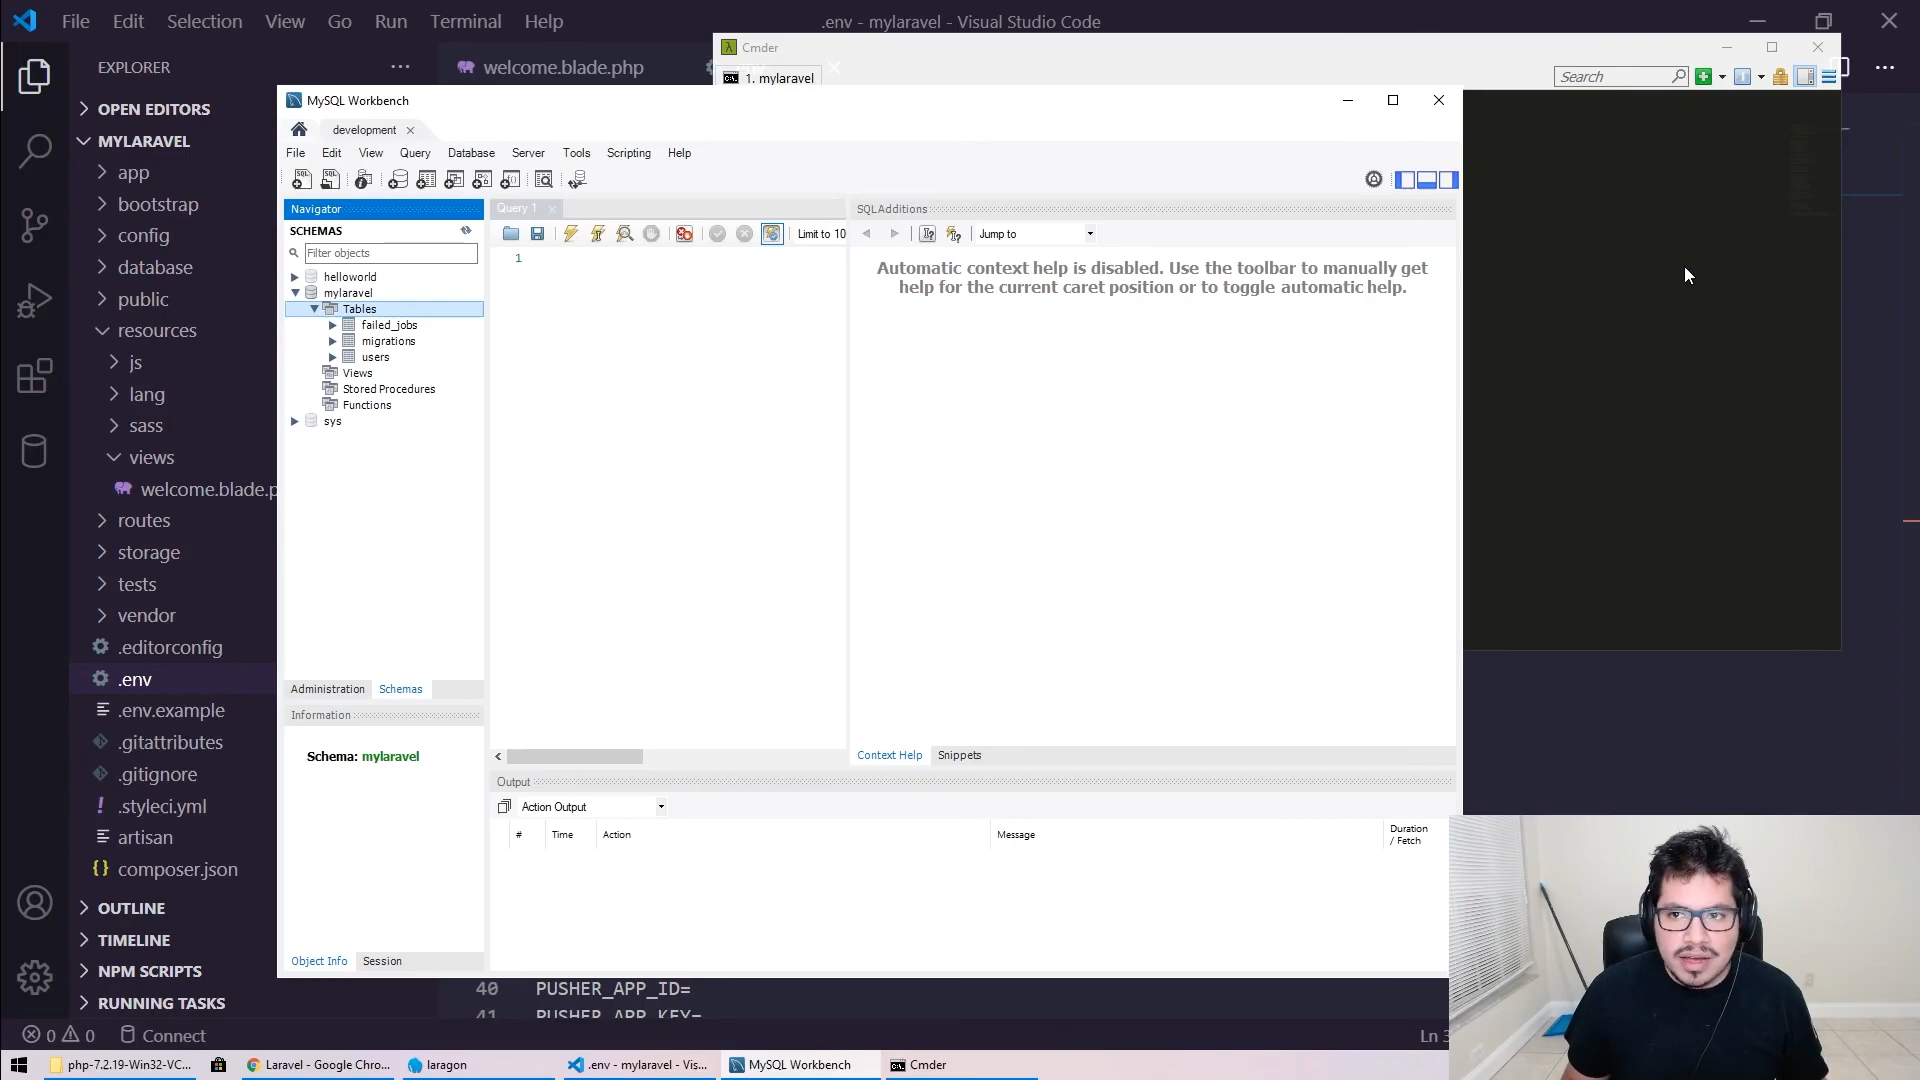 File Edit Selection View Go Run Terminal Help
.env - mylaravel - Visual Studio Code
EXPLORER
welcome.blade.php
Cmder
1. mylaravel
Search
OPEN EDITORS
MYLARAVEL
app
bootstrap
config
database
public
resources
js
lang
sass
views
welcome.blade.p
routes
storage
tests
vendor
.editorconfig
.env
.env.example
.gitattributes
.gitignore
.styleci.yml
artisan
composer.json
OUTLINE
TIMELINE
NPM SCRIPTS
RUNNING TASKS
MySQL Workbench
development
File Edit View Query Database Server Tools Scripting Help
Navigator
SCHEMAS
Filter objects
helloworld
mylaravel
Tables
failed_jobs
migrations
users
Views
Stored Procedures
Functions
sys
Administration Schemas
Information
Schema: mylaravel
Object Info Session
Query 1
Limit to 10
1
SQLAdditions
Jump to
Automatic context help is disabled. Use the toolbar to manually get
help for the current caret position or to toggle automatic help.
Context Help Snippets
Output
Action Output
# Time Action Message Duration
/ Fetch
40 PUSHER_APP_ID=
41 PUSHER_APP_KEY=
0 0 Connect
Ln 3
php-7.2.19-Win32-VC...
Laravel - Google Chro...
laragon
.env - mylaravel - Vis...
MySQL Workbench
Cmder